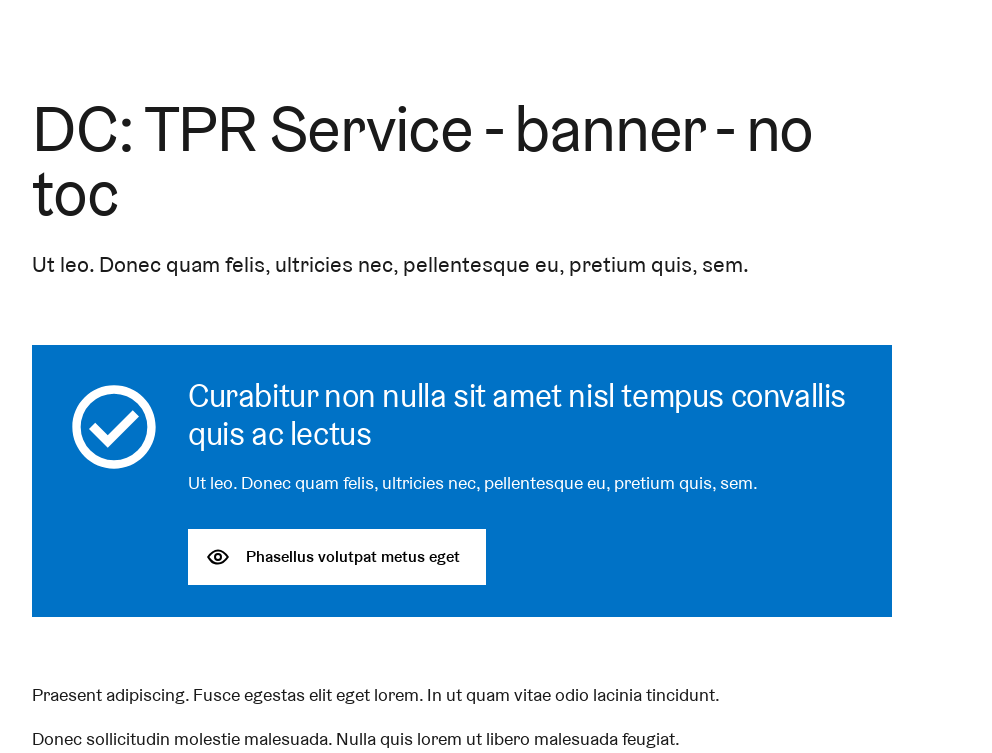 DC: TPR Service - banner - no
toc
Ut leo. Donec quam felis, ultricies nec, pellentesque eu, pretium quis, sem.
Curabitur non nulla sit amet nisl tempus convallis
quis ac lectus
Ut leo. Donec quam felis, ultricies nec, pellentesque eu, pretium quis, sem.
Phasellus volutpat metus eget
Praesent adipiscing. Fusce egestas elit eget lorem. In ut quam vitae odio lacinia tincidunt.
Donec sollicitudin molestie malesuada. Nulla quis lorem ut libero malesuada feugiat.